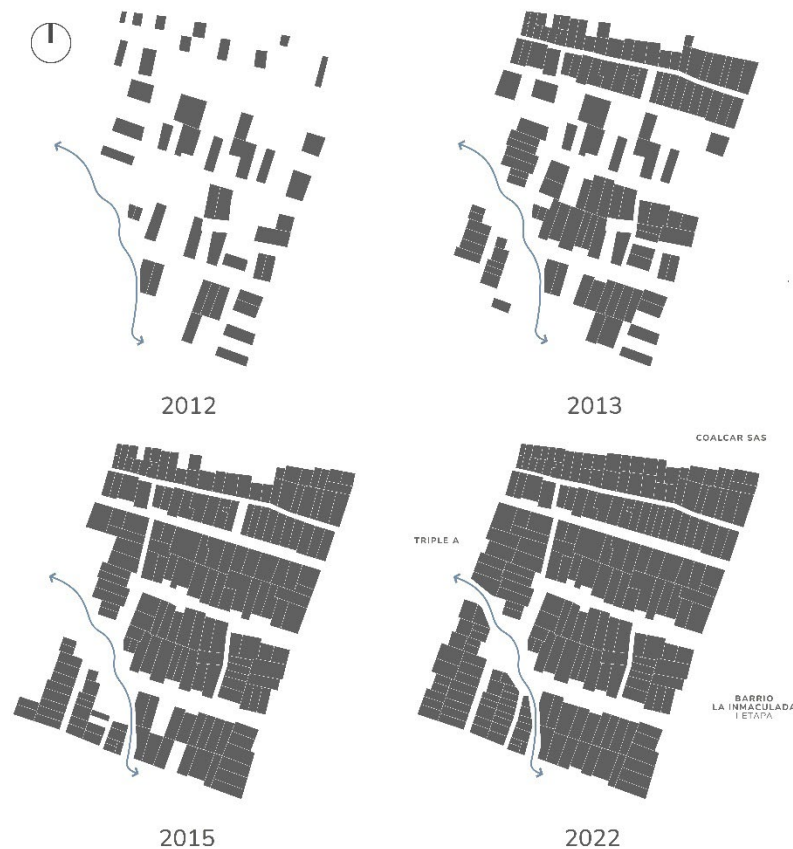 2012
2013
COALCAR SAS
TRIPLE A
BARRIO
LA INMACULADA
I ETAPA
2015
2022